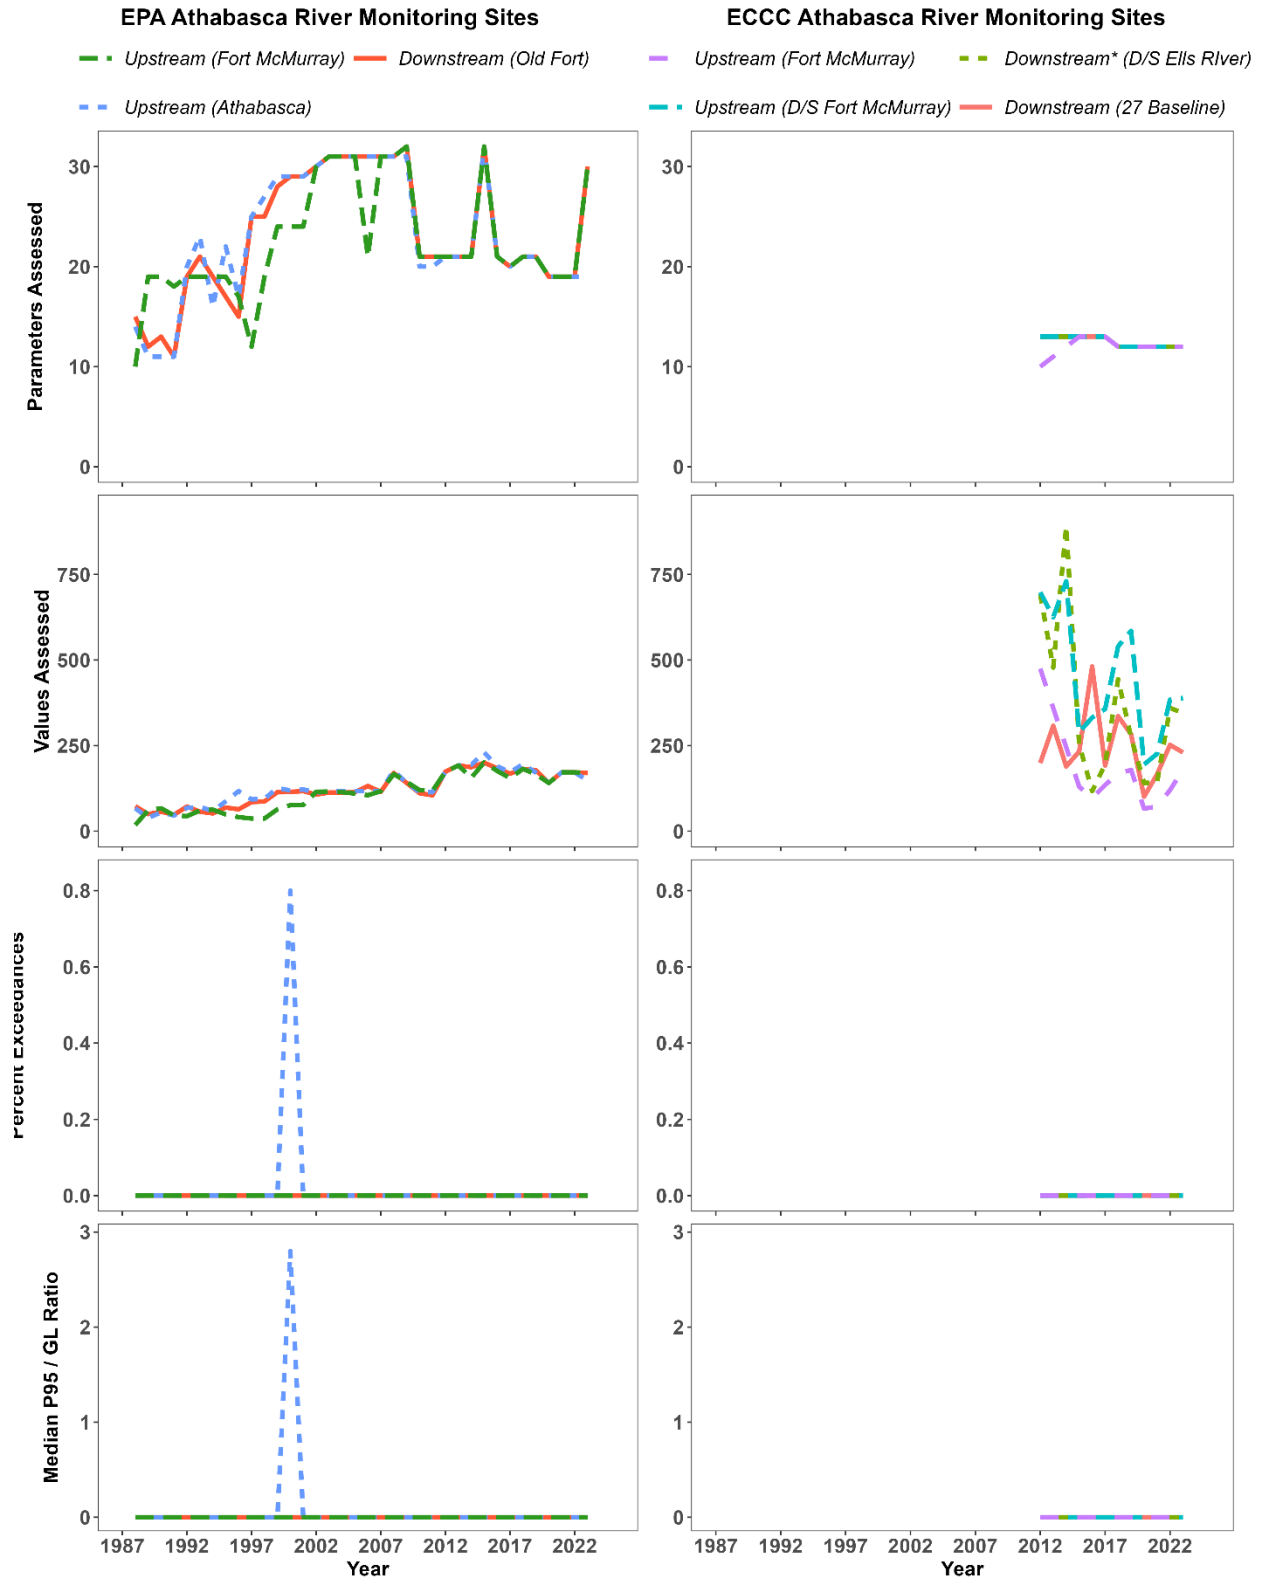 EPA Athabasca River Monitoring Sites
Upstream (Fort McMurray) Downstream (Old Fort)
Upstream (Athabasca)
ECCC Athabasca River Monitoring Sites
Upstream (Fort McMurray) Downstream* (D/S Ells RIver)
Upstream (D/S Fort McMurray) Downstream (27 Baseline)
Parameters Assessed
30
20
10
0
30
20
10
0
Values Assessed
750
500
250
0
750
500
250
0
Percent Exceedances
0.8
0.6
0.4
0.2
0.0
0.8
0.6
0.4
0.2
0.0
Median P95 / GL Ratio
3
2
1
0
3
2
1
0
1987 1992 1997 2002 2007 2012 2017 2022
Year
1987 1992 1997 2002 2007 2012 2017 2022
Year